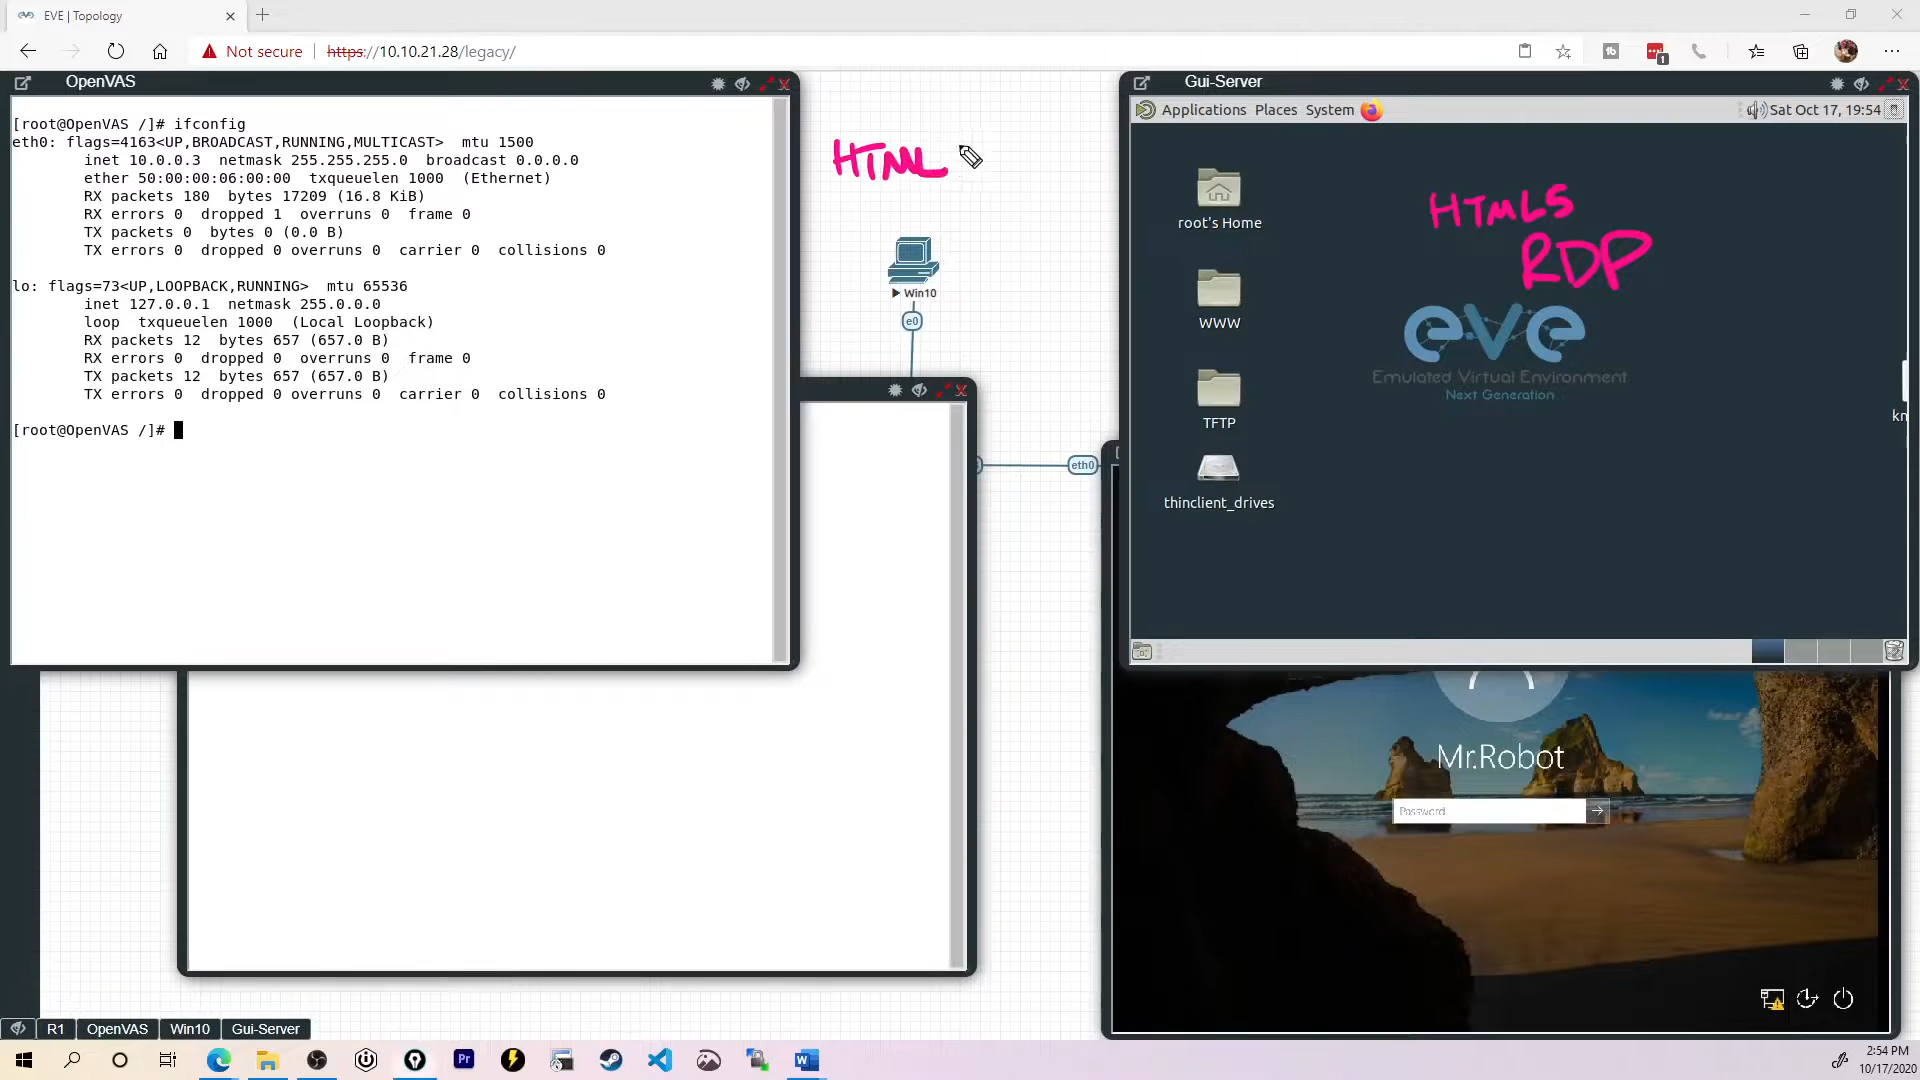 EVE | Topology
Not secure
https://10.10.21.28/legacy/
1
OpenVAS
[root@OpenVAS /]# ifconfig
eth0: flags=4163<UP,BROADCAST,RUNNING,MULTICAST>  mtu 1500
inet 10.0.0.3  netmask 255.255.255.0  broadcast 0.0.0.0
ether 50:00:00:06:00:00  txqueuelen 1000  (Ethernet)
RX packets 180  bytes 17209 (16.8 KiB)
RX errors 0  dropped 1  overruns 0  frame 0
TX packets 0  bytes 0 (0.0 B)
TX errors 0  dropped 0 overruns 0  carrier 0  collisions 0
lo: flags=73<UP,LOOPBACK,RUNNING>  mtu 65536
inet 127.0.0.1  netmask 255.0.0.0
loop  txqueuelen 1000  (Local Loopback)
RX packets 12  bytes 657 (657.0 B)
RX errors 0  dropped 0  overruns 0  frame 0
TX packets 12  bytes 657 (657.0 B)
TX errors 0  dropped 0 overruns 0  carrier 0  collisions 0
[root@OpenVAS /]#
HTML
Win10
e0
eth0
Gui-Server
Applications Places System
Sat Oct 17, 19:54
root's Home
WWW
TFTP
thinclient_drives
HTML5
RDP
eve
Emulated Virtual Environment
Next Generation
kn
Mr.Robot
Password
R1
OpenVAS
Win10
Gui-Server
Pr
W
2:54 PM
10/17/2020